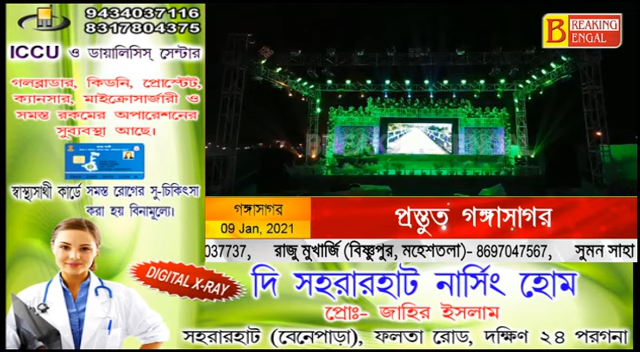 9434037116
8317804375
ICCU ও ডায়ালিসিস্ সেন্টার
গলব্লাডার, কিডনি, প্রোস্টেট,
ক্যানসার, মাইক্রোসার্জারী ও
সমস্ত রকমের অপারেশনের
সুব্যবস্থা আছে।
স্বাস্থ্যসাথী কার্ডে সমস্ত রোগের সু-চিকিৎসা
করা হয় বিনামূল্যে।
BREAKING
BENGAL
গঙ্গাসাগর
09 Jan, 2021
প্রস্তুত গঙ্গাসাগর
037737, রাজু মুখার্জি (বিষ্ণুপুর, মহেশতলা)- 8697047567, সুমন সাহা
DIGITAL X-RAY
দি সহরারহাট নার্সিং হোম
প্রোঃ- জাহির ইসলাম
সহরারহাট (বেনেপাড়া), ফলতা রোড, দক্ষিণ ২৪ পরগনা